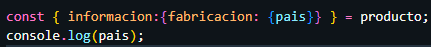 const { informacion:{fabricacion: {pais}} } = producto;
console.log(pais);